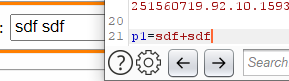 : sdf sdf
251560719.92.10.1593
20
21 p1=sdf+sdf
? Search